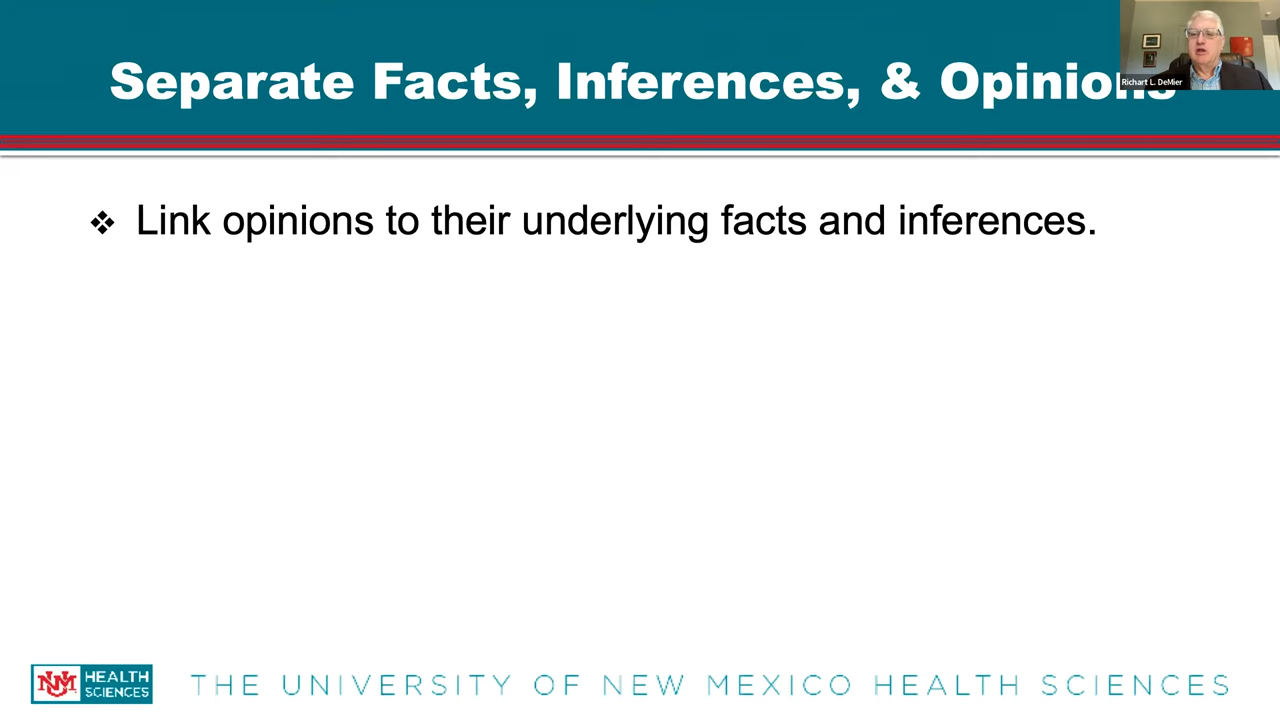 Separate Facts, Inferences, & Opinions
Richart L. DeMier
❖ Link opinions to their underlying facts and inferences.
UNM HEALTH
SCIENCES
THE UNIVERSITY OF NEW MEXICO HEALTH SCIENCES